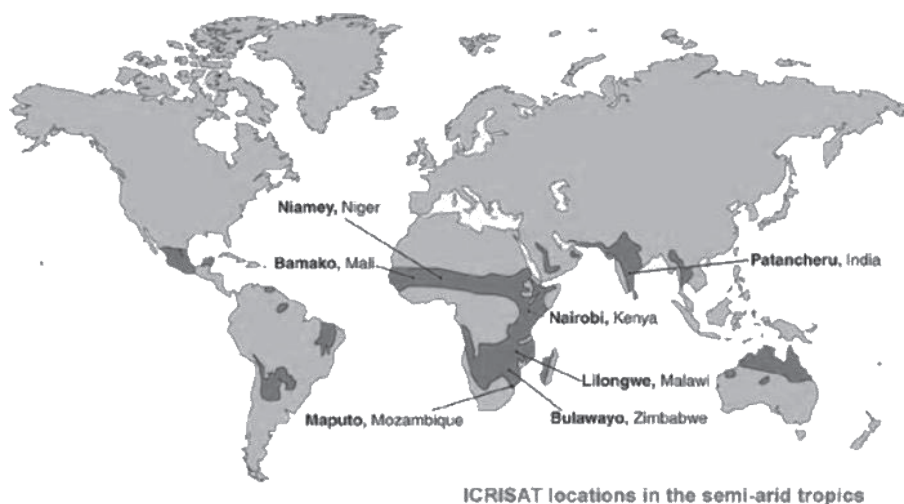 Niamey, Niger
Bamako, Mali
Patancheru, India
Nairobi, Kenya
Lilongwe, Malawi
Maputo, Mozambique
Bulawayo, Zimbabwe
ICRISAT locations in the semi-arid tropics